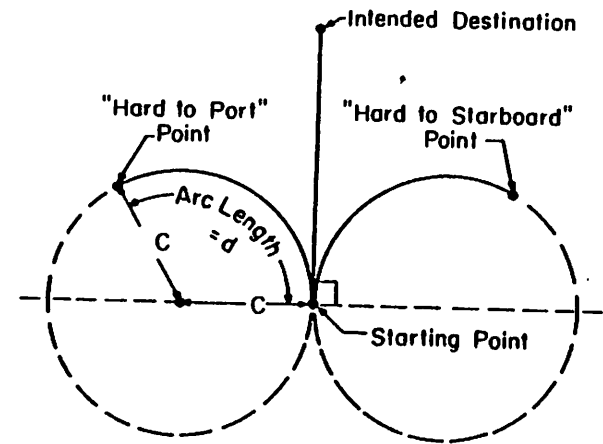 Intended Destination
"Hard to Port"
Point
"Hard to Starboard"
Point
Arc Length
= d
C
C
Starting Point